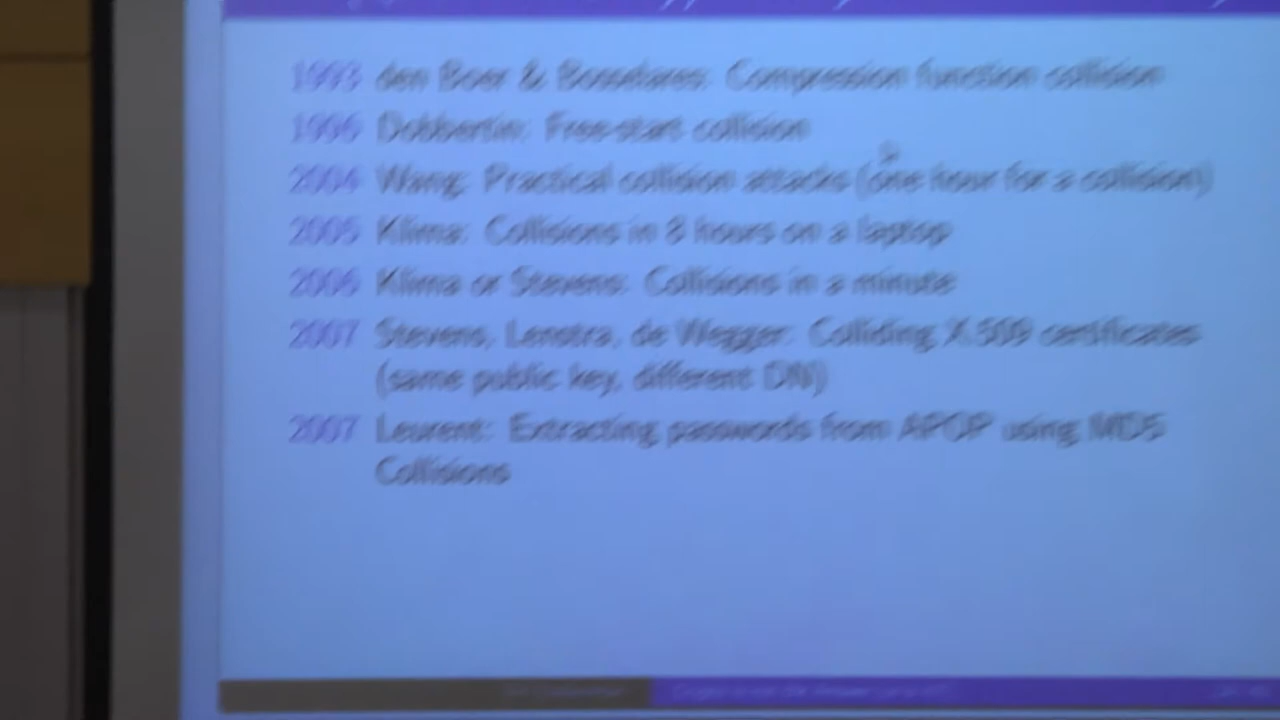 1993 den Boer & Bosselares: Compression function collision
1996 Dobbertin: Free-start collision
2004 Wang: Practical collision attacks (one hour for a collision)
2005 Klima: Collisions in 8 hours on a laptop
2006 Klima or Stevens: Collisions in a minute
2007 Stevens, Lenstra, de Wegger: Colliding X.509 certificates
(same public key, different DN)
2007 Leurent: Extracting passwords from APOP using MD5
Collisions